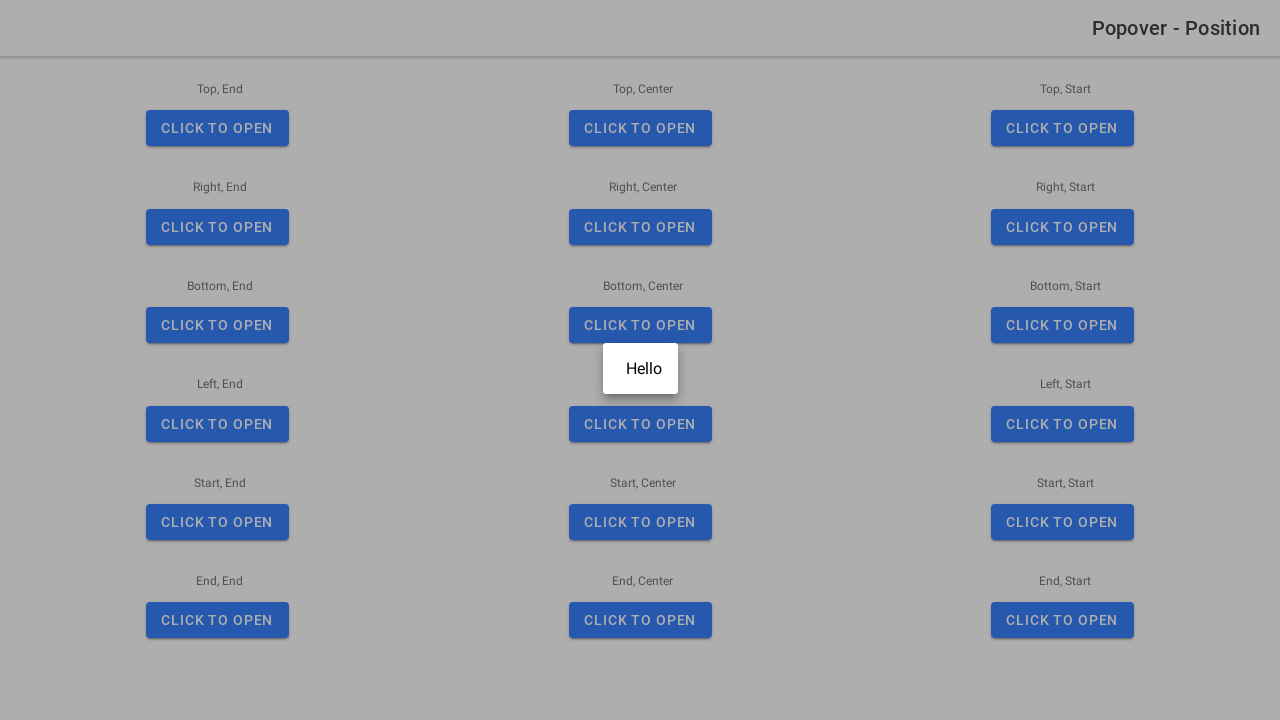 Popover - Position
Top, End
Top, Center
Top, Start
CLICK TO OPEN
CLICK TO OPEN
CLICK TO OPEN
Right, End
Right, Center
Right, Start
CLICK TO OPEN
CLICK TO OPEN
CLICK TO OPEN
Bottom, End
Bottom, Center
Bottom, Start
CLICK TO OPEN
CLICK TO OPEN
CLICK TO OPEN
Hello
Left, End
Left, Start
CLICK TO OPEN
CLICK TO OPEN
CLICK TO OPEN
Start, End
Start, Center
Start, Start
CLICK TO OPEN
CLICK TO OPEN
CLICK TO OPEN
End, End
End, Center
End, Start
CLICK TO OPEN
CLICK TO OPEN
CLICK TO OPEN